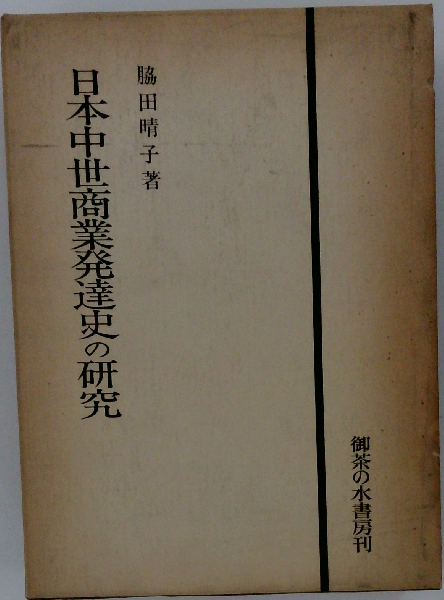 日本中世商業発達史の研究
脇田晴子著
御茶の水書房刊